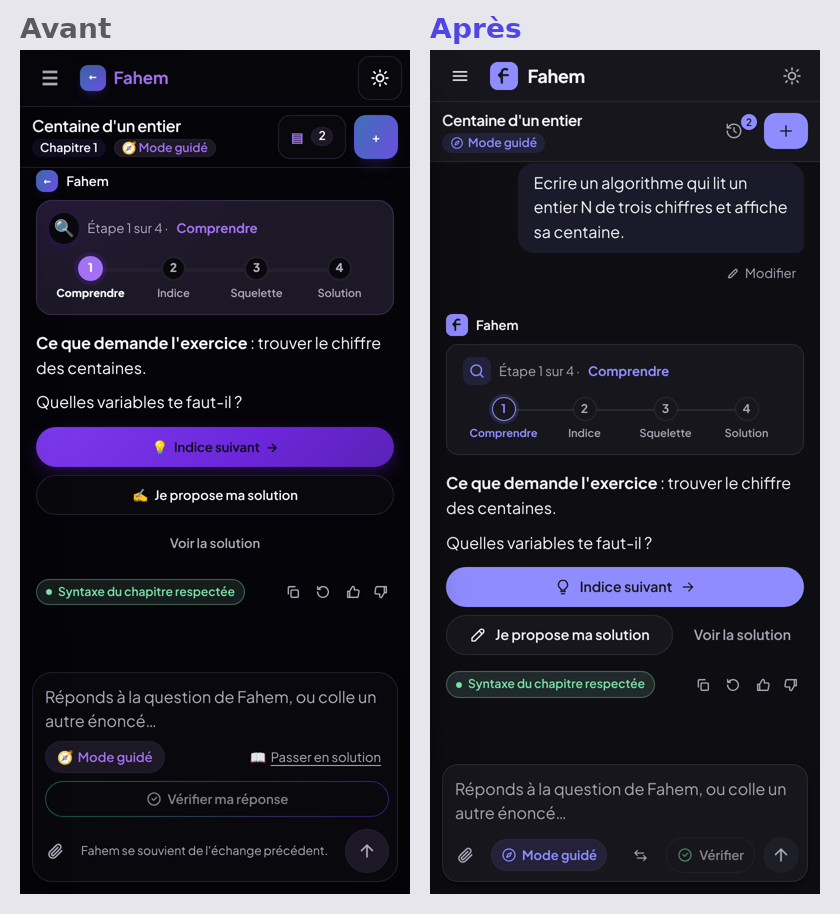 Avant
Fahem
Centaine d'un entier
Chapitre 1
Mode guidé
2
+
Fahem
Étape 1 sur 4 · Comprendre
1 2 3 4
Comprendre Indice Squelette Solution
Ce que demande l'exercice : trouver le chiffre
des centaines.
Quelles variables te faut-il ?
Indice suivant →
Je propose ma solution
Voir la solution
Syntaxe du chapitre respectée
Réponds à la question de Fahem, ou colle un
autre énoncé…
Mode guidé
Passer en solution
Vérifier ma réponse
Fahem se souvient de l'échange précédent.
Après
f Fahem
Centaine d'un entier
Mode guidé
2
+
Ecrire un algorithme qui lit un
entier N de trois chiffres et affiche
sa centaine.
Modifier
f Fahem
Étape 1 sur 4 · Comprendre
1 2 3 4
Comprendre Indice Squelette Solution
Ce que demande l'exercice : trouver le chiffre
des centaines.
Quelles variables te faut-il ?
Indice suivant →
Je propose ma solution
Voir la solution
Syntaxe du chapitre respectée
Réponds à la question de Fahem, ou colle un
autre énoncé…
Mode guidé
Vérifier